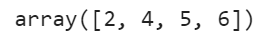 array([2, 4, 5, 6])